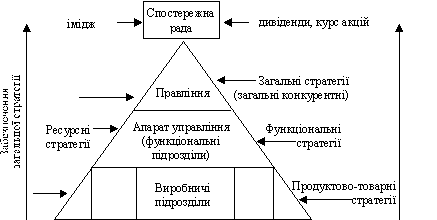 імідж
Спостережна
рада
дивіденди, курс акцій
Правління
Загальні стратегії
(загальні конкурентні)
Ресурсні
стратегії
Апарат управління
(функціональні
підрозділи)
Функціональні
стратегії
Виробничі
підрозділи
Продуктово-товарні
стратегії
загальної стратегії